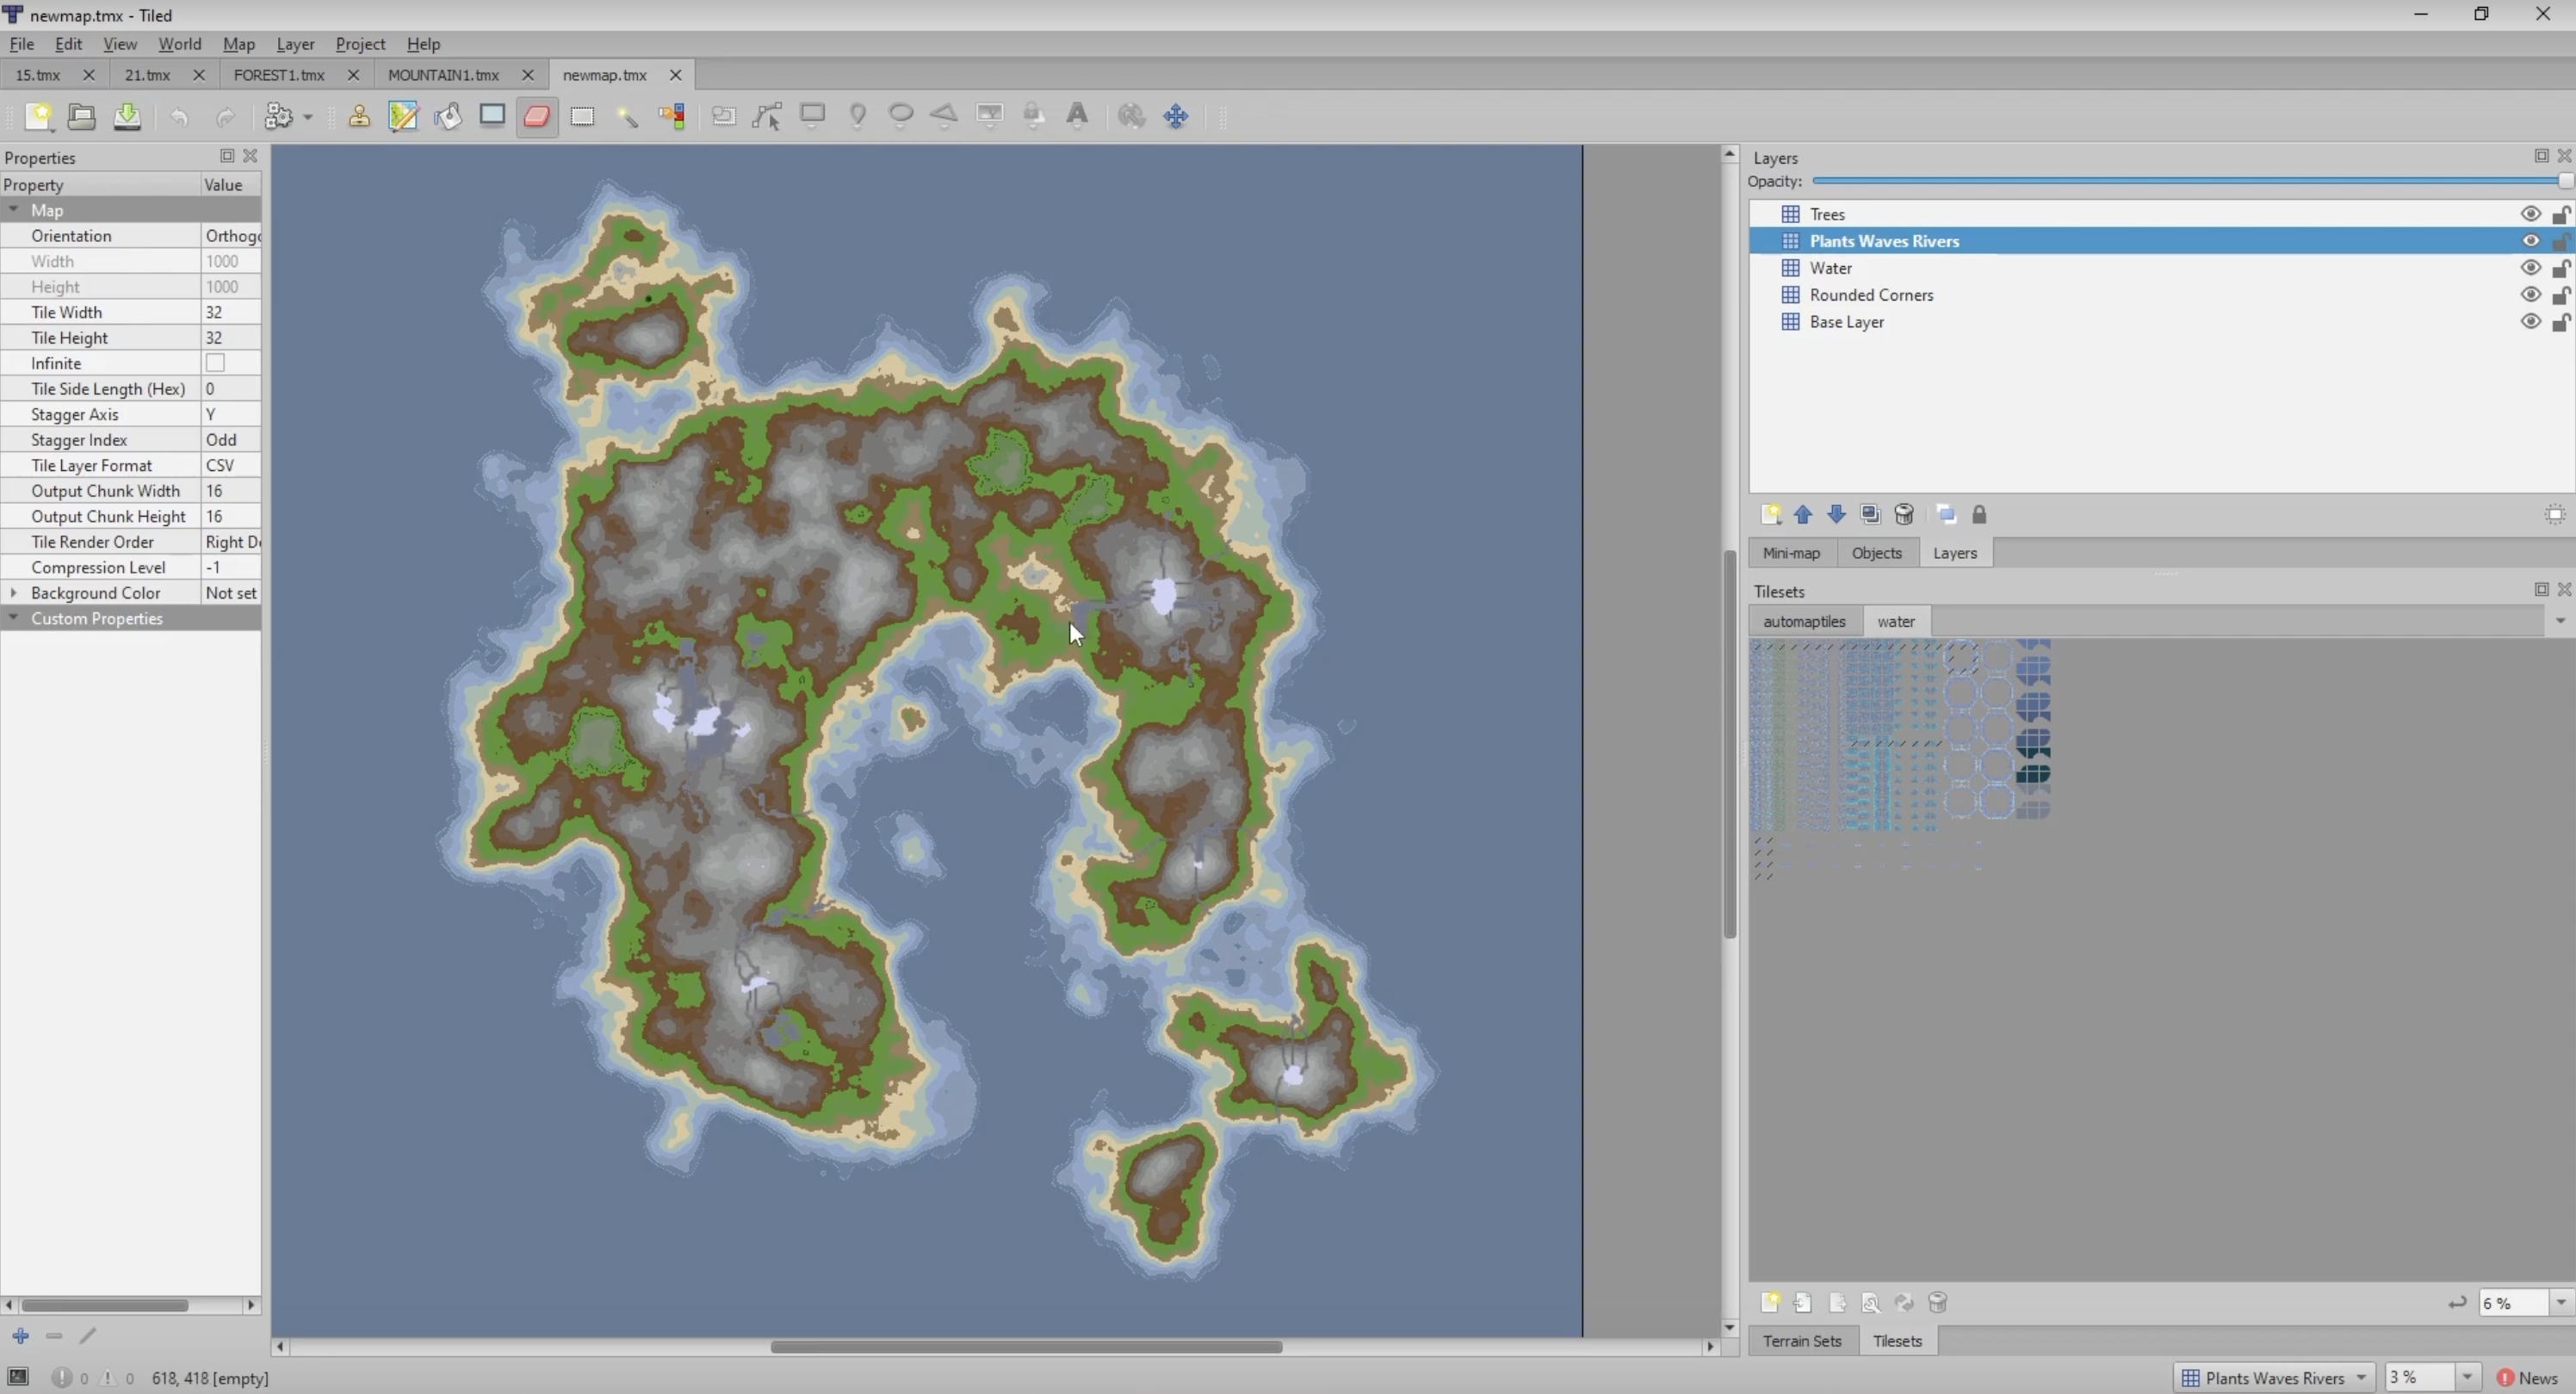 newmap.tmx - Tiled
File Edit View World Map Layer Project Help
15.tmx 21.tmx FOREST1.tmx MOUNTAIN1.tmx newmap.tmx
Properties
Property Value
Map
Orientation Orthogo
Width 1000
Height 1000
Tile Width 32
Tile Height 32
Infinite
Tile Side Length (Hex) 0
Stagger Axis Y
Stagger Index Odd
Tile Layer Format CSV
Output Chunk Width 16
Output Chunk Height 16
Tile Render Order Right D
Compression Level -1
Background Color Not set
Custom Properties
Layers
Opacity:
Trees
Plants Waves Rivers
Water
Rounded Corners
Base Layer
Mini-map Objects Layers
Tilesets
automaptiles water
6 %
Terrain Sets Tilesets
0 0 618, 418 [empty]
Plants Waves Rivers 3 % News